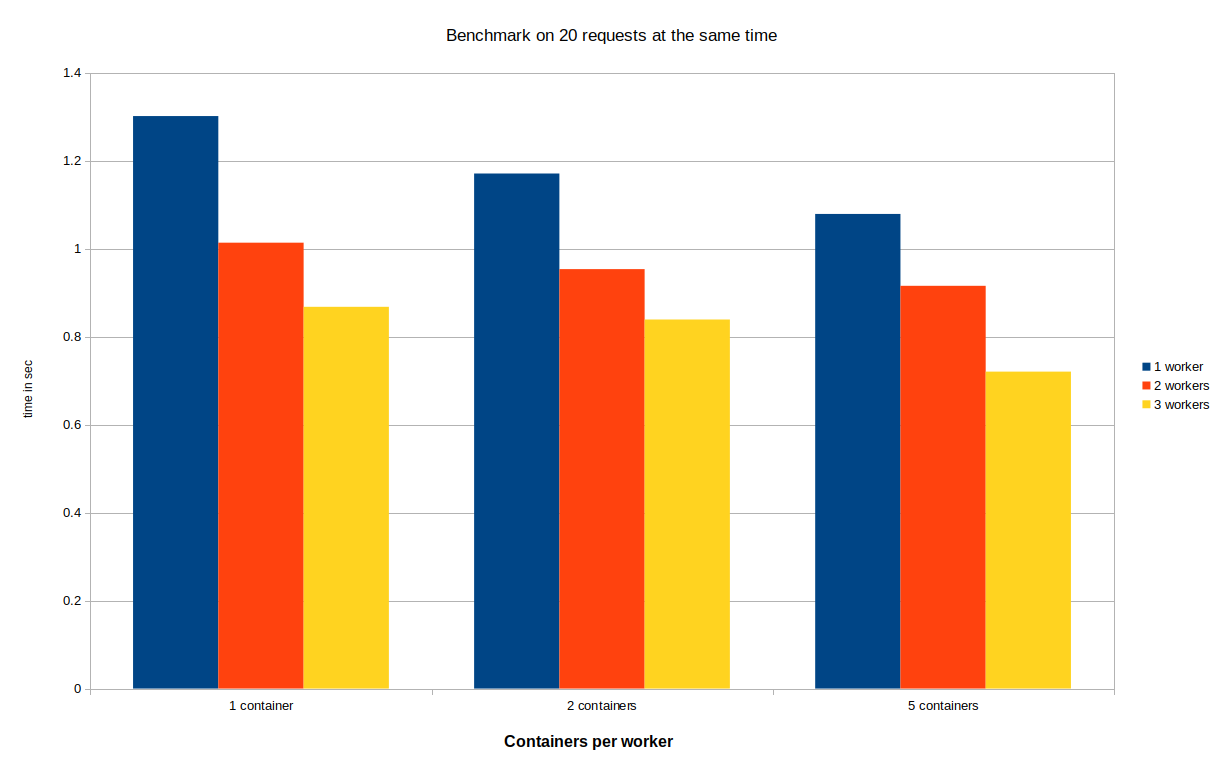 Benchmark on 20 requests at the same time
1.4
1.2
1
0.8
0.6
0.4
0.2
0
time in sec
1 container
2 containers
5 containers
Containers per worker
1 worker
2 workers
3 workers